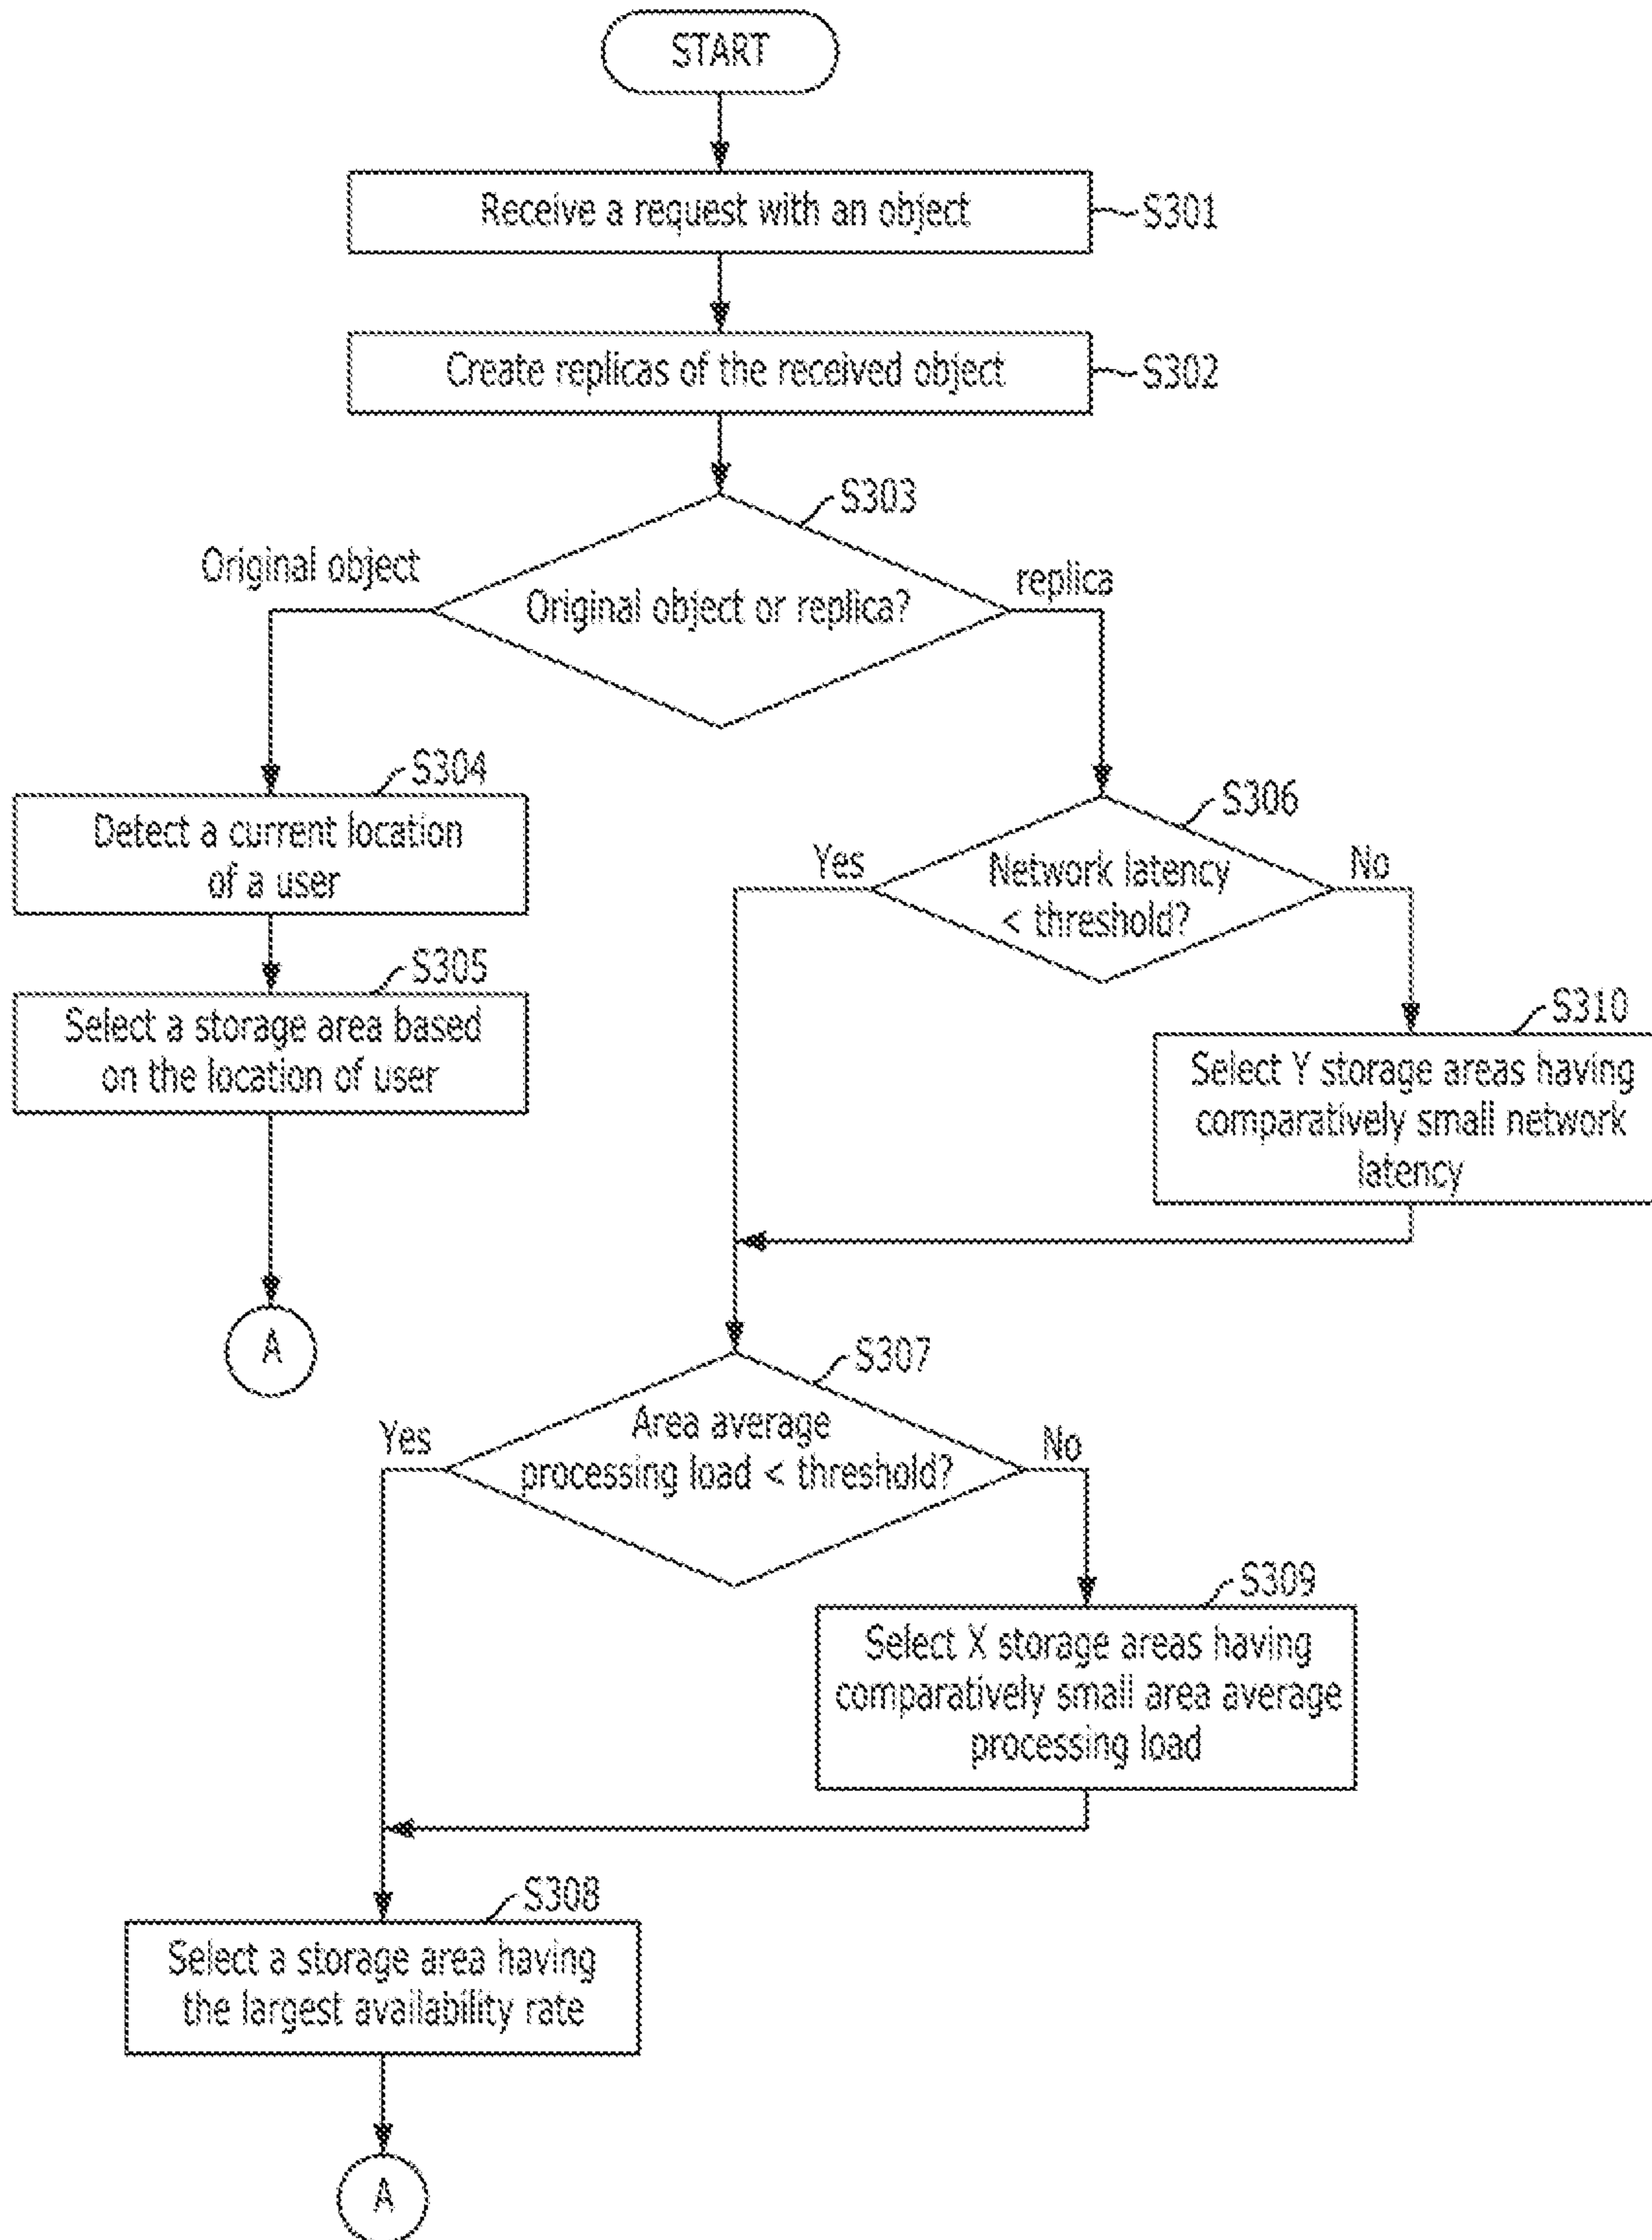 START
Receive a request with an object
S301
Create replicas of the received object
S302
S303
Original object
Original object or replica?
replica
S304
Detect a current location
of a user
S305
Select a storage area based
on the location of user
A
S306
Yes
Network latency
< threshold?
No
S310
Select Y storage areas having
comparatively small network
latency
S307
Yes
Area average
processing load < threshold?
No
S309
Select X storage areas having
comparatively small area average
processing load
S308
Select a storage area having
the largest availability rate
A